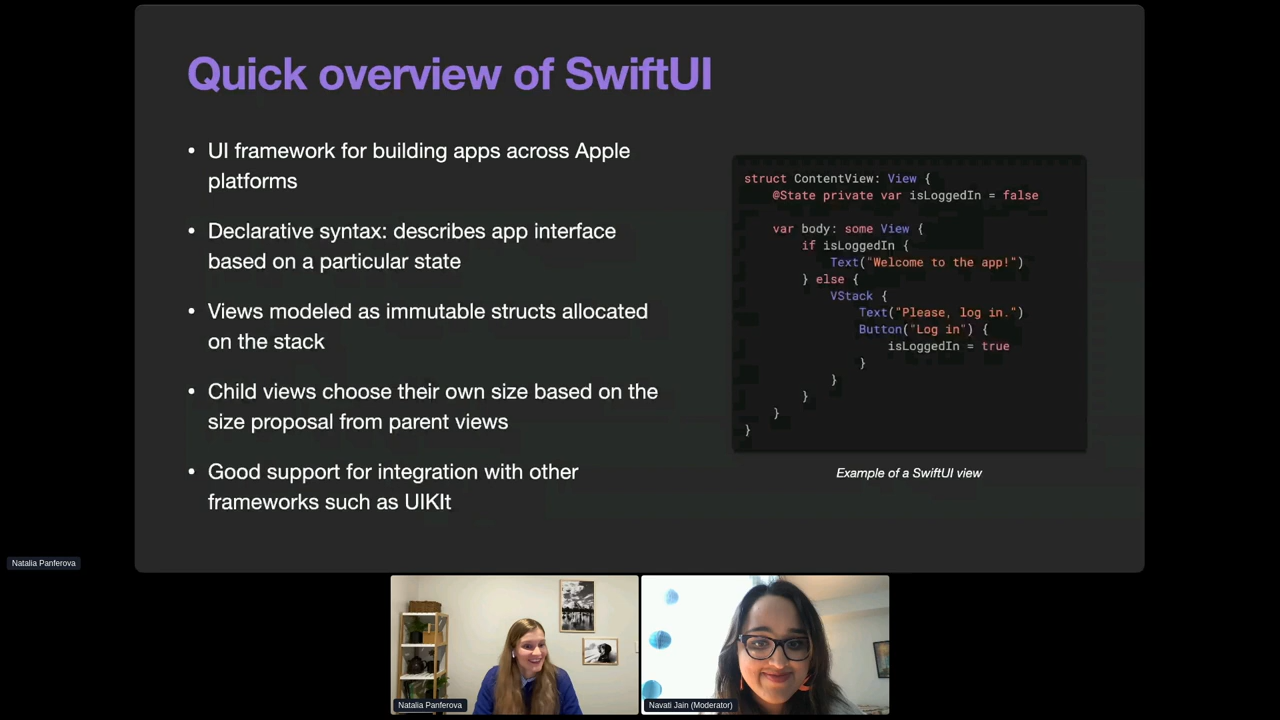 Quick overview of SwiftUI
• UI framework for building apps across Apple
platforms
• Declarative syntax: describes app interface
based on a particular state
• Views modeled as immutable structs allocated
on the stack
• Child views choose their own size based on the
size proposal from parent views
• Good support for integration with other
frameworks such as UIKIt
struct ContentView: View {
    @State private var isLoggedIn = false
    var body: some View {
        if isLoggedIn {
            Text("Welcome to the app!")
        } else {
            VStack {
                Text("Please, log in.")
                Button("Log in") {
                    isLoggedIn = true
                }
            }
        }
    }
}
Example of a SwiftUI view
Natalia Panferova
Natalia Panferova
Navati Jain (Moderator)